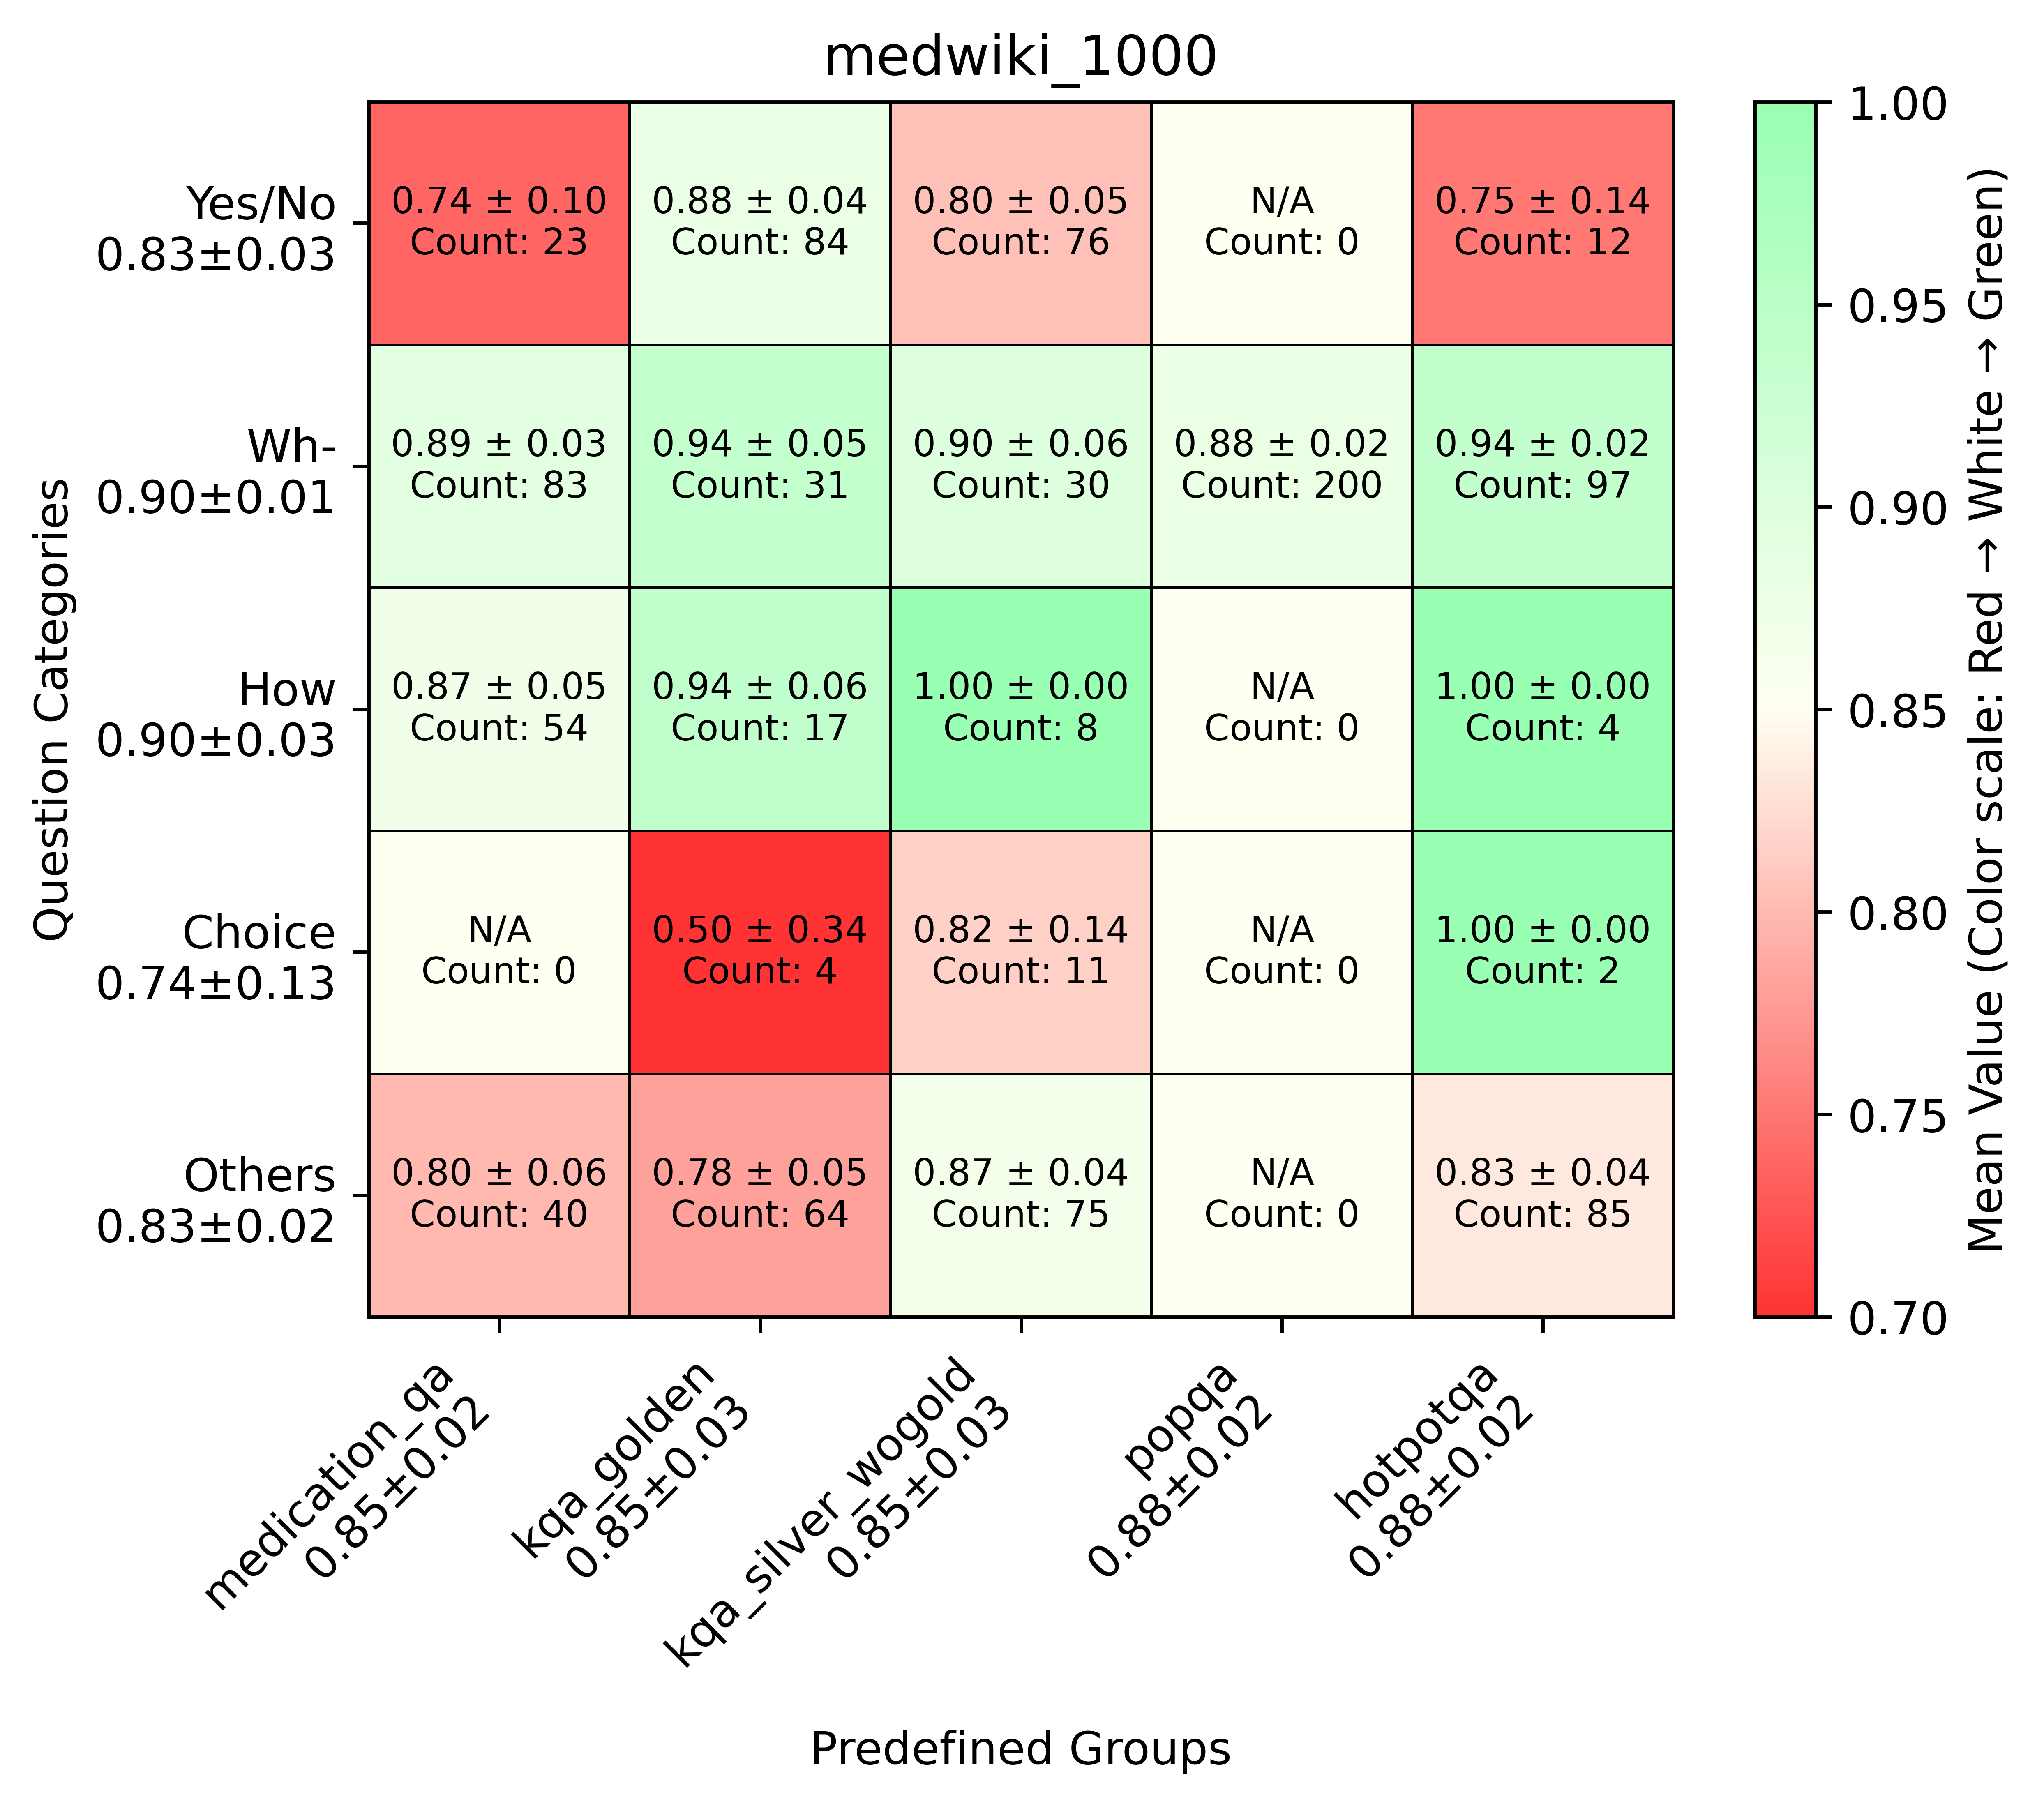 medwiki_1000
Question Categories
Yes/No
0.83±0.03
0.74 ± 0.10
Count: 23
0.88 ± 0.04
Count: 84
0.80 ± 0.05
Count: 76
N/A
Count: 0
0.75 ± 0.14
Count: 12
Wh-
0.90±0.01
0.89 ± 0.03
Count: 83
0.94 ± 0.05
Count: 31
0.90 ± 0.06
Count: 30
0.88 ± 0.02
Count: 200
0.94 ± 0.02
Count: 97
How
0.90±0.03
0.87 ± 0.05
Count: 54
0.94 ± 0.06
Count: 17
1.00 ± 0.00
Count: 8
N/A
Count: 0
1.00 ± 0.00
Count: 4
Choice
0.74±0.13
N/A
Count: 0
0.50 ± 0.34
Count: 4
0.82 ± 0.14
Count: 11
N/A
Count: 0
1.00 ± 0.00
Count: 2
Others
0.83±0.02
0.80 ± 0.06
Count: 40
0.78 ± 0.05
Count: 64
0.87 ± 0.04
Count: 75
N/A
Count: 0
0.83 ± 0.04
Count: 85
medication_qa
0.85±0.02
kqa_golden
0.85±0.03
kqa_silver_wogold
0.85±0.03
popqa
0.88±0.02
hotpotqa
0.88±0.02
Predefined Groups
1.00
0.95
0.90
0.85
0.80
0.75
0.70
Mean Value (Color scale: Red → White → Green)